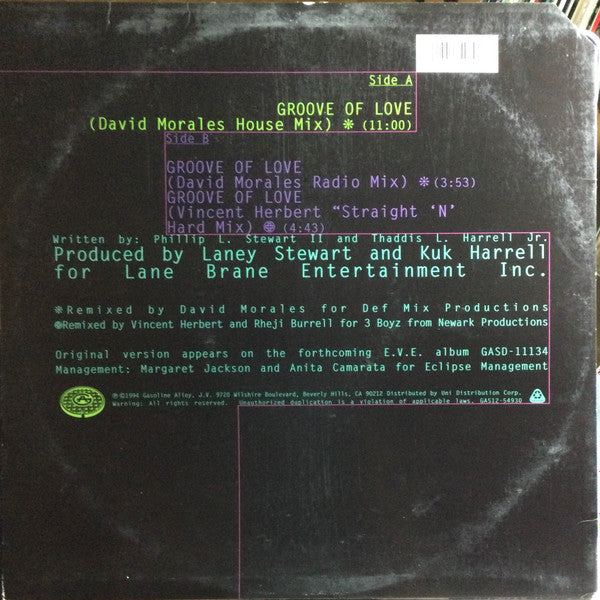 Side A
GROOVE OF LOVE
(David Morales House Mix) ❋ (11:00)
Side B
GROOVE OF LOVE
(David Morales Radio Mix) ❋ (3:53)
GROOVE OF LOVE
(Vincent Herbert “Straight ‘N’
Hard Mix) ⊕ (4:43)
Written by: Phillip L. Stewart II and Thaddis L. Harrell Jr.
Produced by Laney Stewart and Kuk Harrell
for Lane Brane Entertainment Inc.
❋Remixed by David Morales for Def Mix Productions
⊕Remixed by Vincent Herbert and Rheji Burrell for 3 Boyz from Newark Productions
Original version appears on the forthcoming E.V.E. album GASD-11134
Management: Margaret Jackson and Anita Camarata for Eclipse Management
℗©1994 Gasoline Alley, J.V. 9720 Wilshire Boulevard, Beverly Hills, CA 90212 Distributed by Uni Distribution Corp.
Warning: All rights reserved. Unauthorized duplication is a violation of applicable laws. GAS12-54930